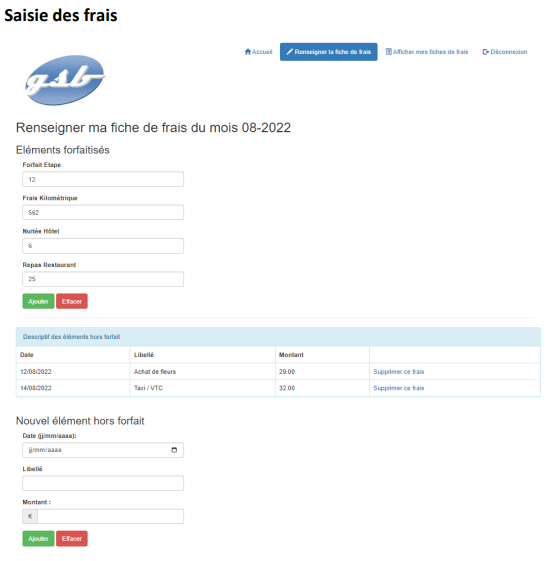 Saisie des frais
Accueil Renseigner la fiche de frais Afficher mes fiches de frais Déconnexion
gsb
Renseigner ma fiche de frais du mois 08-2022
Eléments forfaitisés
Forfait Etape
12
Frais Kilométrique
562
Nuitée Hôtel
6
Repas Restaurant
25
Ajouter Effacer
Descriptif des éléments hors forfait
Date Libellé Montant
12/08/2022 Achat de fleurs 29.00 Supprimer ce frais
14/08/2022 Taxi / VTC 32.00 Supprimer ce frais
Nouvel élément hors forfait
Date (jj/mm/aaaa):
jj/mm/aaaa
Libellé
Montant :
€
Ajouter Effacer